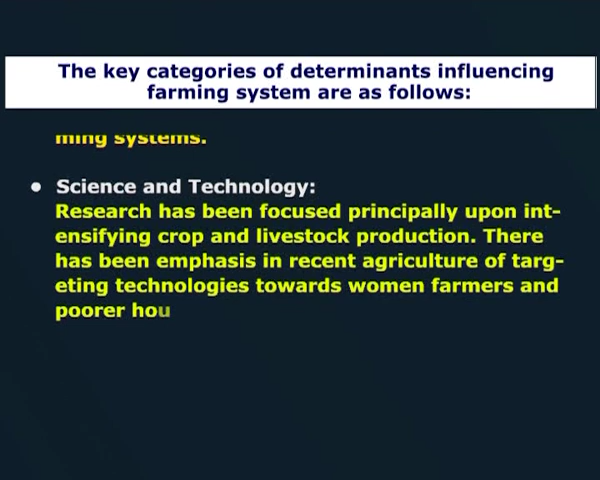 The key categories of determinants influencing
farming system are as follows:
ming systems.
• Science and Technology:
Research has been focused principally upon int-
ensifying crop and livestock production. There
has been emphasis in recent agriculture of targ-
eting technologies towards women farmers and
poorer hou